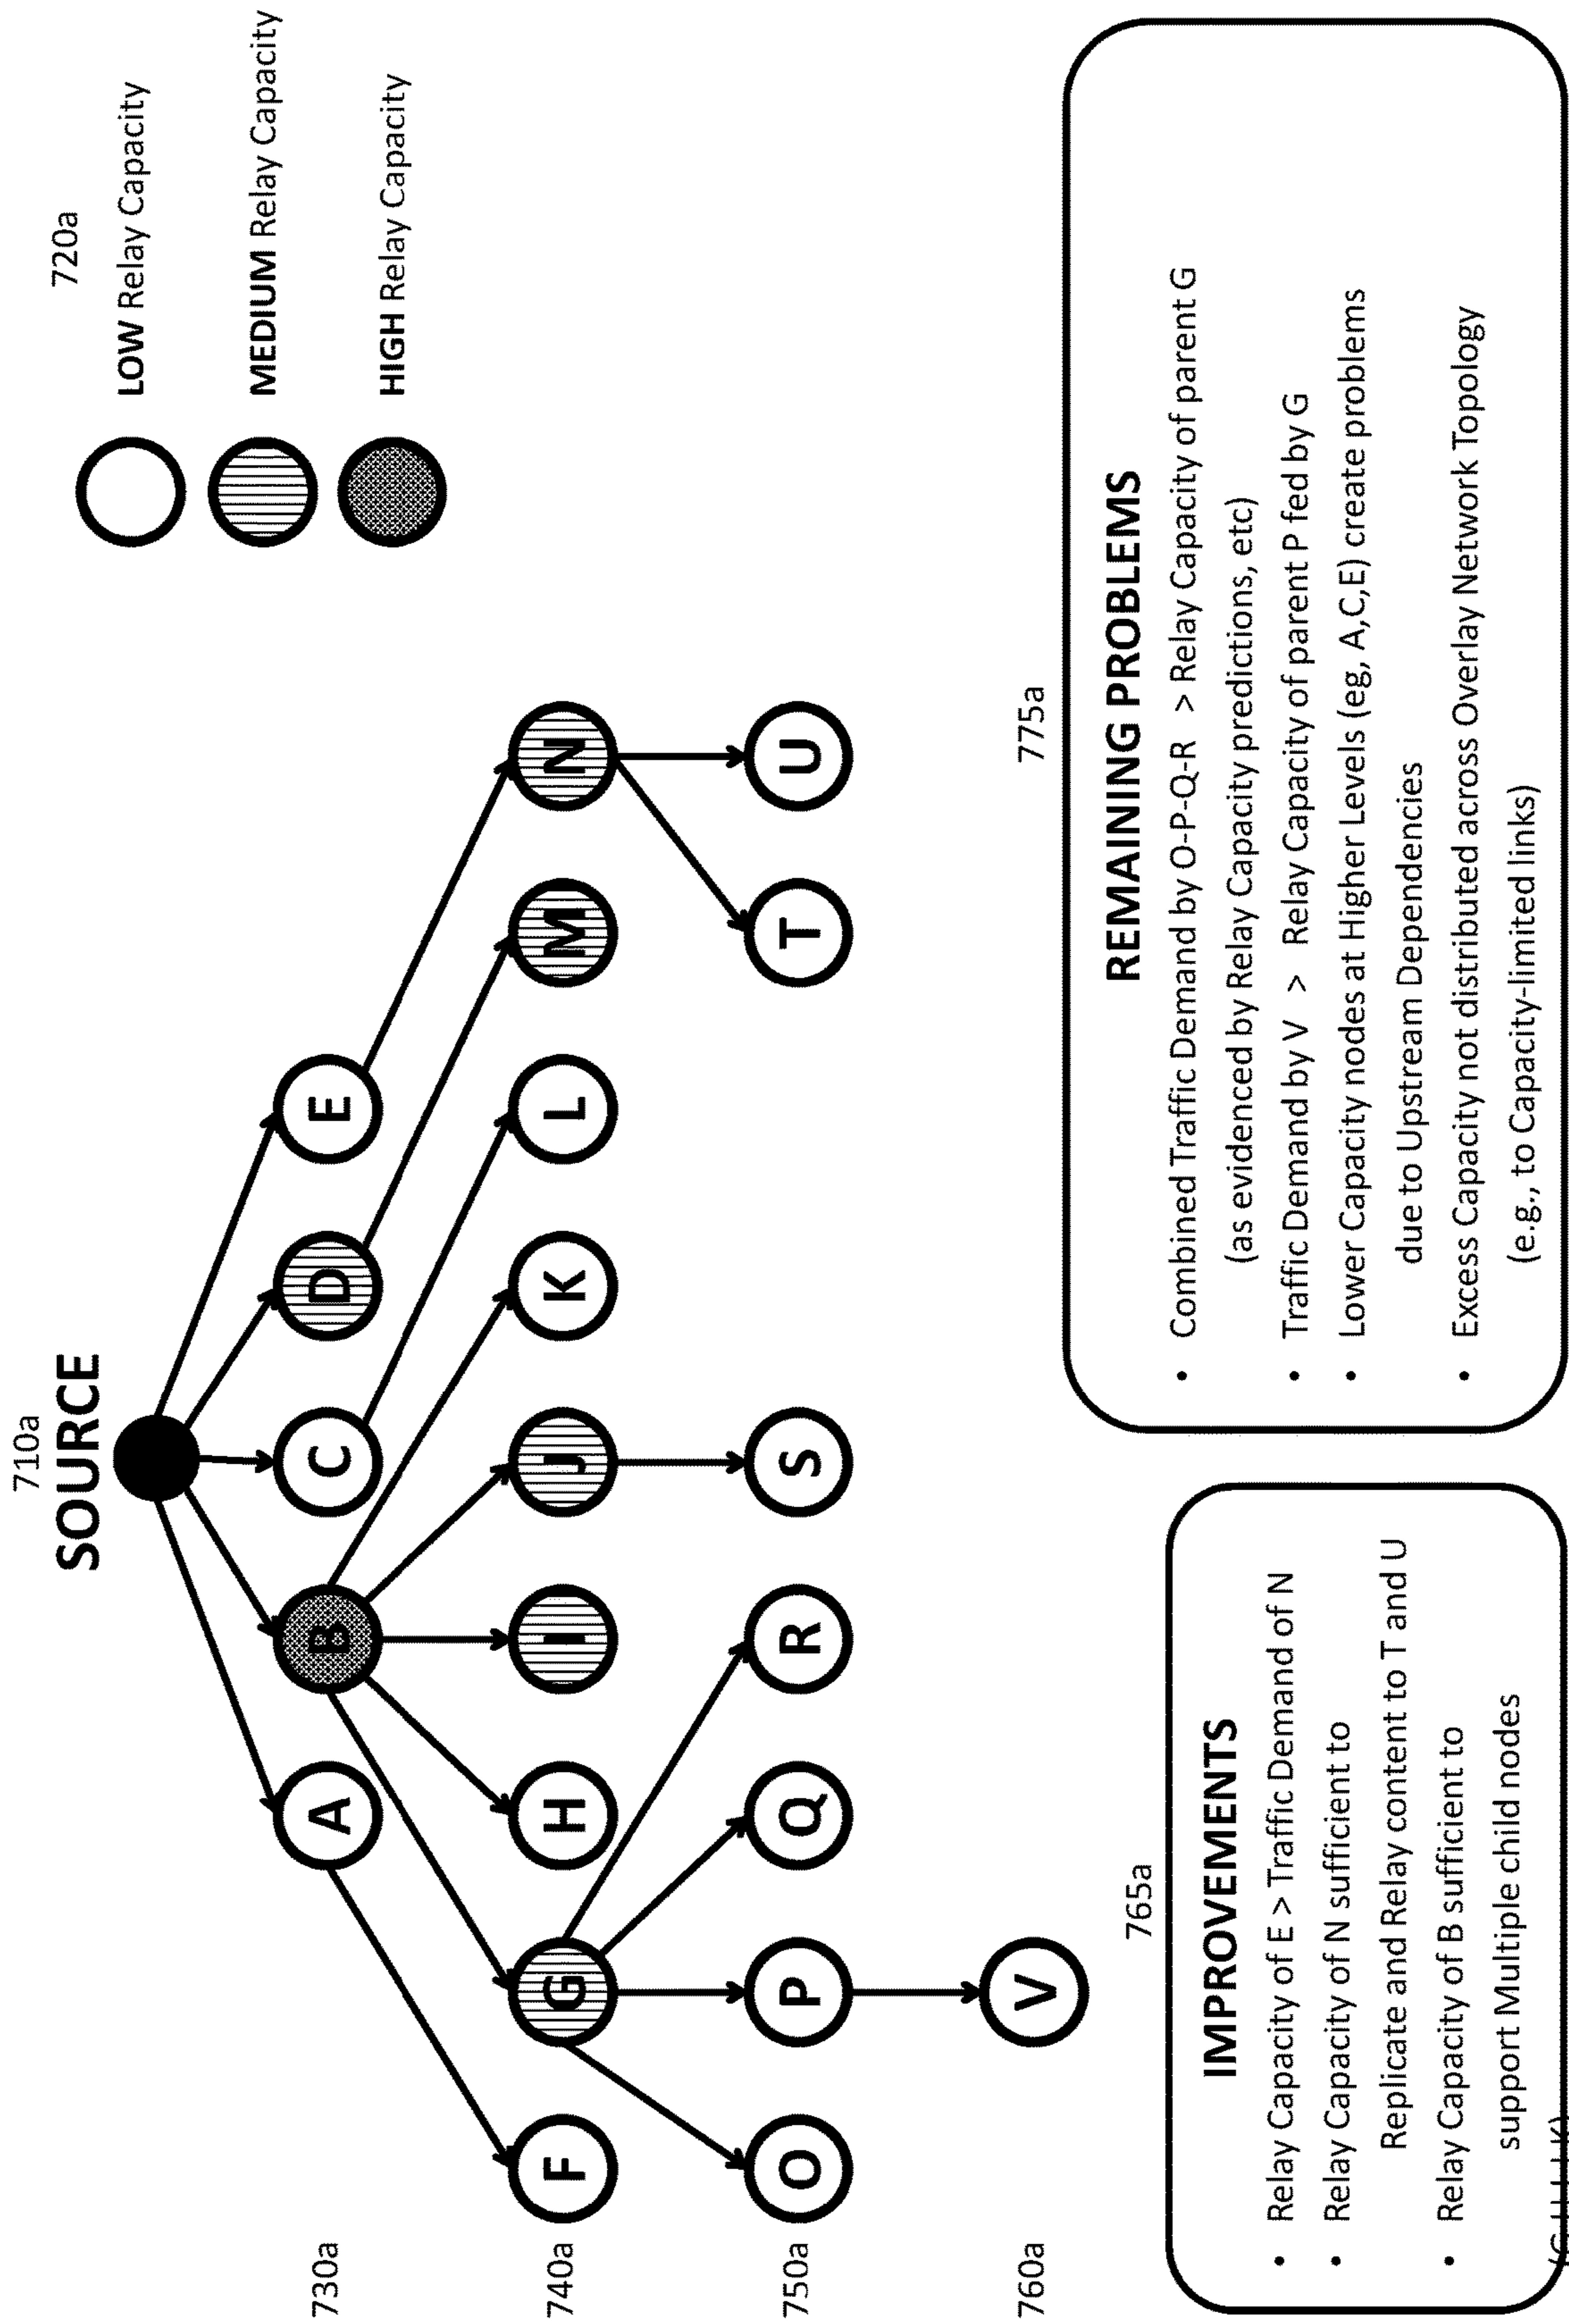 710a
SOURCE
720a
LOW Relay Capacity
MEDIUM Relay Capacity
HIGH Relay Capacity
730a
A
B
C
D
E
740a
F
G
H
I
J
K
L
M
N
750a
O
P
Q
R
S
T
U
760a
V
765a
IMPROVEMENTS
• Relay Capacity of E > Traffic Demand of N
• Relay Capacity of N sufficient to
Replicate and Relay content to T and U
• Relay Capacity of B sufficient to
support Multiple child nodes
775a
REMAINING PROBLEMS
• Combined Traffic Demand by O-P-Q-R > Relay Capacity of parent G
(as evidenced by Relay Capacity predictions, etc)
• Traffic Demand by V > Relay Capacity of parent P fed by G
• Lower Capacity nodes at Higher Levels (eg, A,C,E) create problems
due to Upstream Dependencies
• Excess Capacity not distributed across Overlay Network Topology
(e.g., to Capacity-limited links)